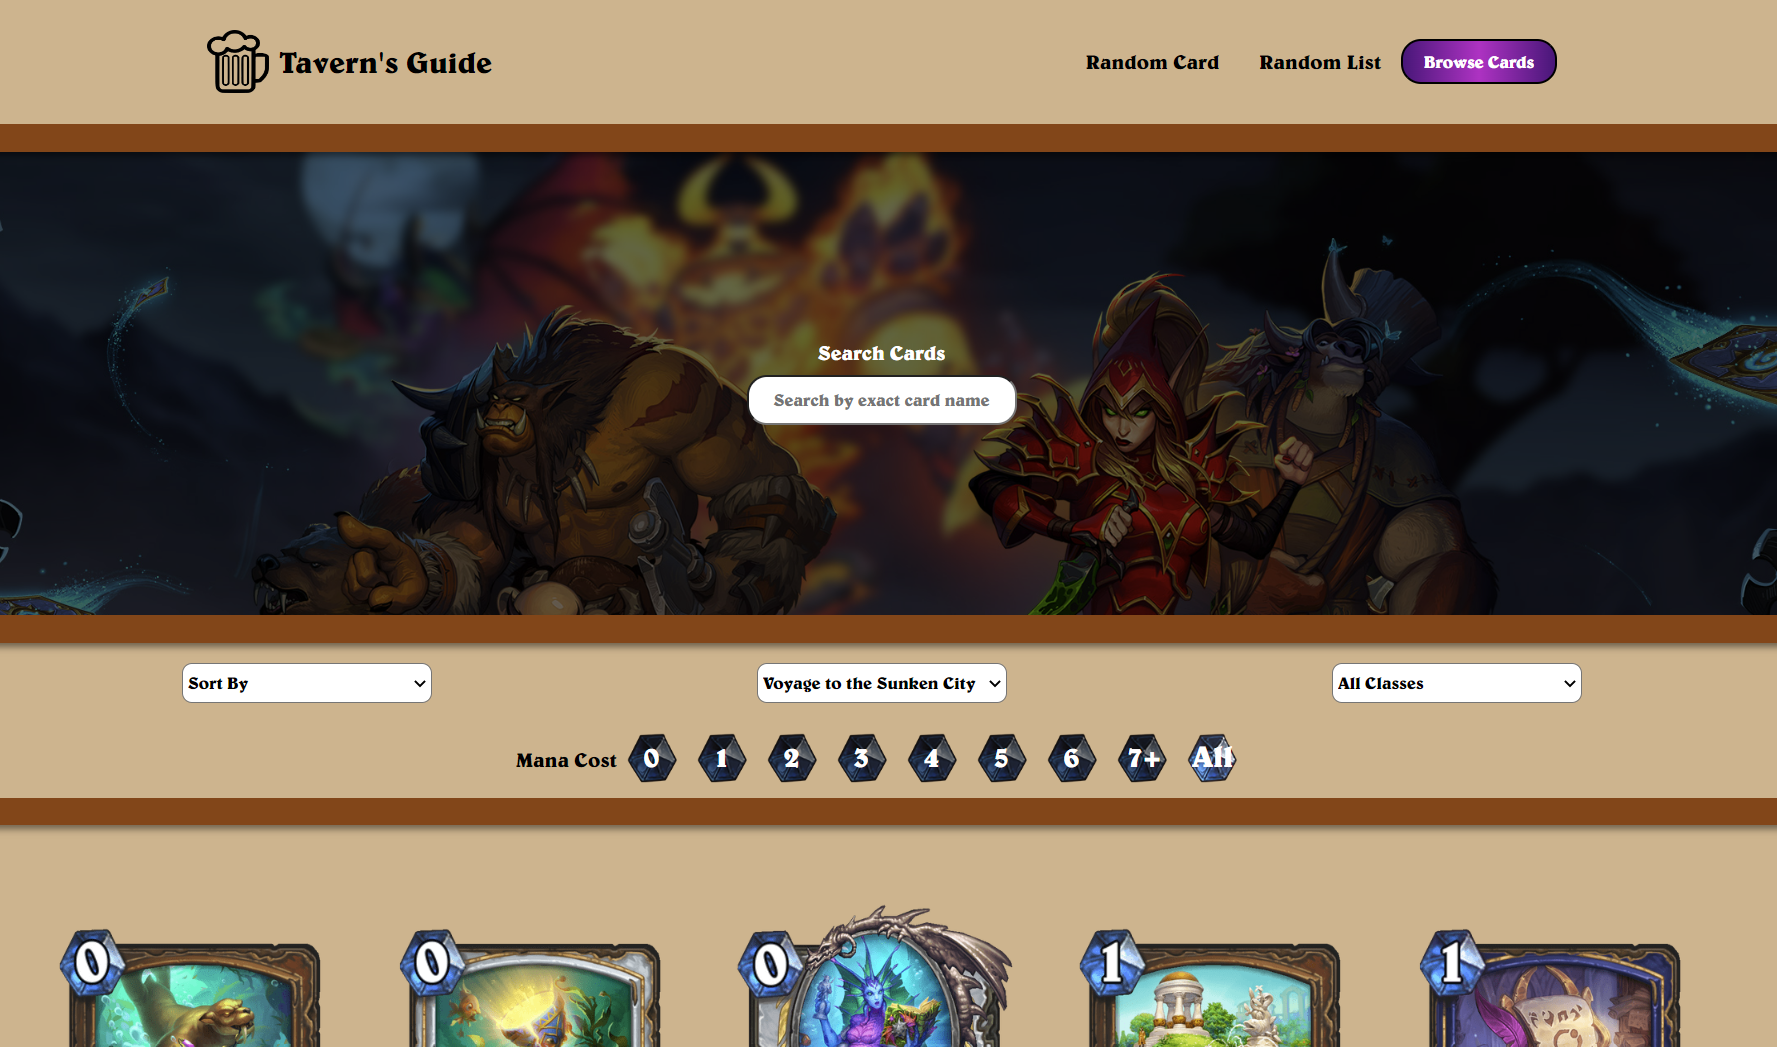 Tavern's Guide
Random Card
Random List
Browse Cards
Search Cards
Search by exact card name
Sort By
Voyage to the Sunken City
All Classes
Mana Cost
0
1
2
3
4
5
6
7+
All
0
0
0
1
1